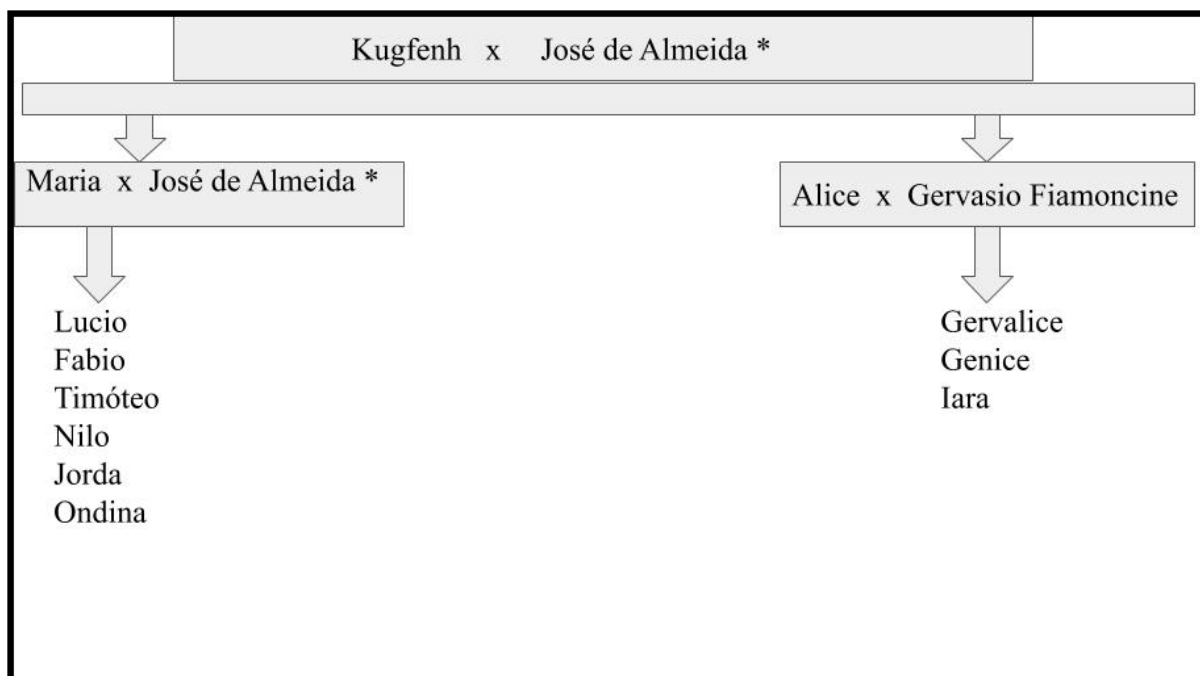 Kugfenh x José de Almeida *
Maria x José de Almeida *
Alice x Gervasio Fiamoncine
Lucio
Fabio
Timóteo
Nilo
Jorda
Ondina
Gervalice
Genice
Iara